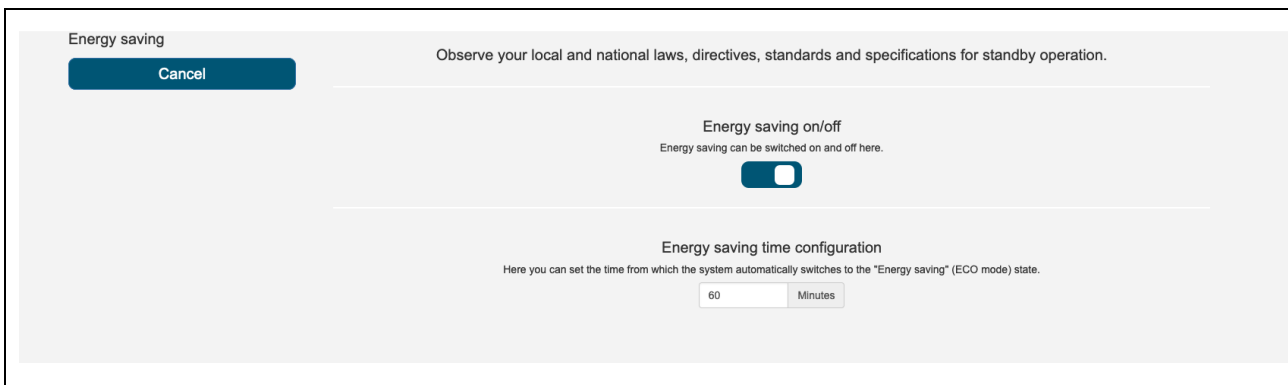 Energy saving
Cancel
Observe your local and national laws, directives, standards and specifications for standby operation.
Energy saving on/off
Energy saving can be switched on and off here.
Energy saving time configuration
Here you can set the time from which the system automatically switches to the "Energy saving" (ECO mode) state.
60 Minutes